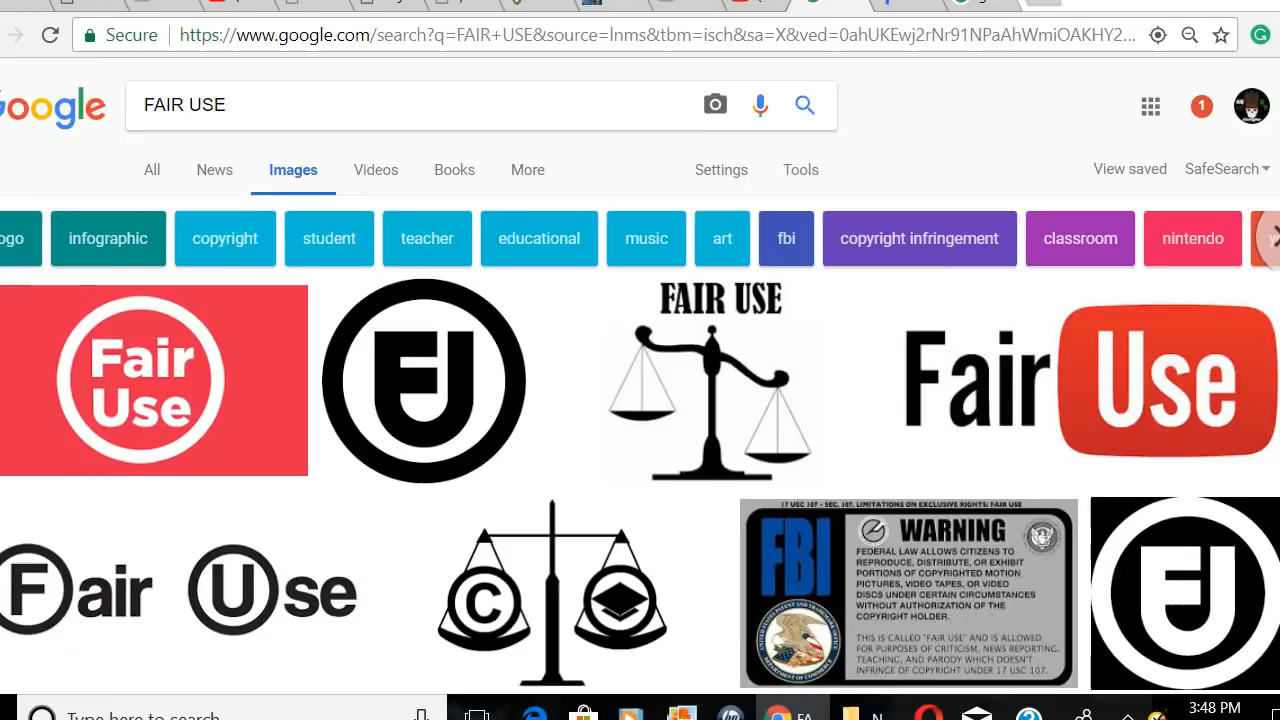 Secure https://www.google.com/search?q=FAIR+USE&source=lnms&tbm=isch&sa=X&ved=0ahUKEwj2rNr91NPaAhWmiOAKHY2...
oogle
FAIR USE
1
All News Images Videos Books More Settings Tools View saved SafeSearch
ogo infographic copyright student teacher educational music art fbi copyright infringement classroom nintendo
Fair
Use
FU
FAIR USE
Fair Use
Fair Use
C
17 USC 107 - SEC. 107. LIMITATIONS ON EXCLUSIVE RIGHTS: FAIR USE
FBI
WARNING
FEDERAL LAW ALLOWS CITIZENS TO
REPRODUCE, DISTRIBUTE, OR EXHIBIT
PORTIONS OF COPYRIGHTED MOTION
PICTURES, VIDEO TAPES, OR VIDEO
DISCS UNDER CERTAIN CIRCUMSTANCES
WITHOUT AUTHORIZATION OF THE
COPYRIGHT HOLDER.
THIS IS CALLED "FAIR USE" AND IS ALLOWED
FOR PURPOSES OF CRITICISM, NEWS REPORTING,
TEACHING, AND PARODY WHICH DOESN'T
INFRINGE OF COPYRIGHT UNDER 17 USC 107.
FU
Type here to search
FA
N
3:48 PM